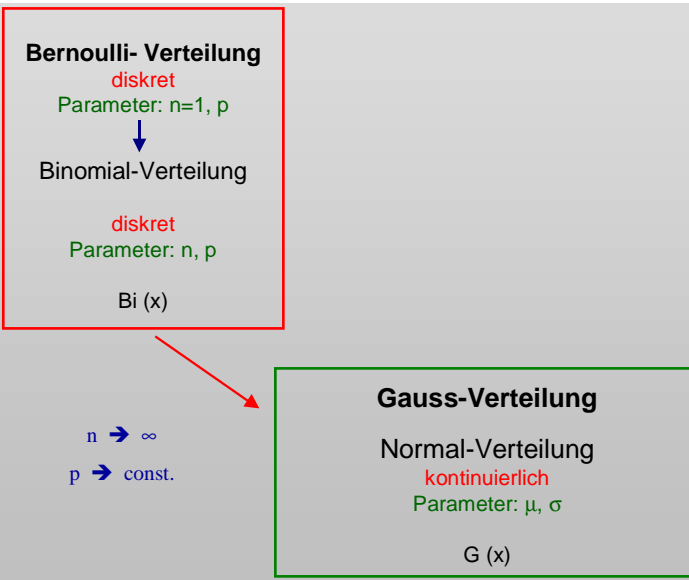 Bernoulli- Verteilung
diskret
Parameter: n=1, p
Binomial-Verteilung
diskret
Parameter: n, p
Bi (x)
n ➔ ∞
p ➔ const.
Gauss-Verteilung
Normal-Verteilung
kontinuierlich
Parameter: μ, σ
G (x)